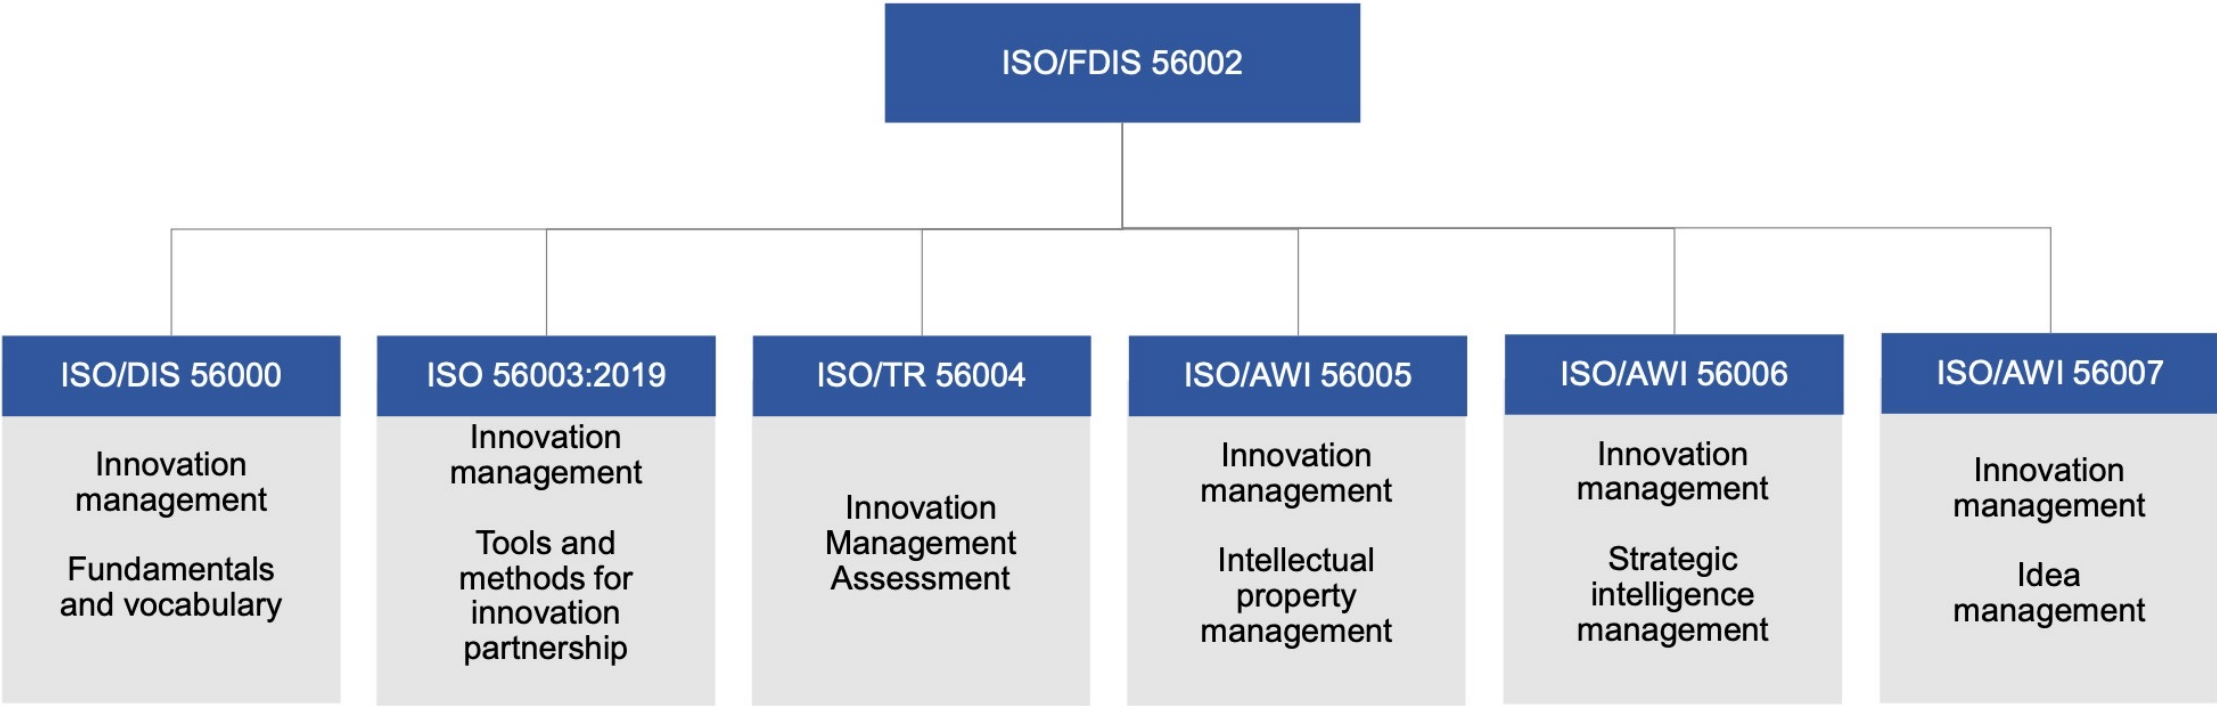 ISO/FDIS 56002
ISO/DIS 56000
Innovation
management
Fundamentals
and vocabulary
ISO 56003:2019
Innovation
management
Tools and
methods for
innovation
partnership
ISO/TR 56004
Innovation
Management
Assessment
ISO/AWI 56005
Innovation
management
Intellectual
property
management
ISO/AWI 56006
Innovation
management
Strategic
intelligence
management
ISO/AWI 56007
Innovation
management
Idea
management